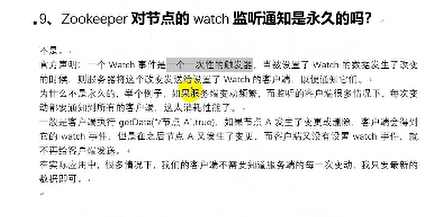 9、Zookeeper 对节点的 watch 监听通知是永久的吗？
不是。
官方声明：一个 Watch 事件是一个一次性的触发器，当被设置了 Watch 的数据发生了改变
的时候，则服务器将这个改变发送给设置了 Watch 的客户端，以便通知它们。
为什么不是永久的，举个例子，如果服务端变动频繁，而监听的客户端很多情况下，每次变
动都要通知到所有的客户端，这太消耗性能了。
一般是客户端执行 getData("/节点 A",true)，如果节点 A 发生了变更或删除，客户端会得到
它的 watch 事件，但是在之后节点 A 又发生了变更，而客户端又没有设置 watch 事件，就
不再给客户端发送。
在实际应用中，很多情况下，我们的客户端不需要知道服务端的每一次变动，我只要最新的
数据即可。